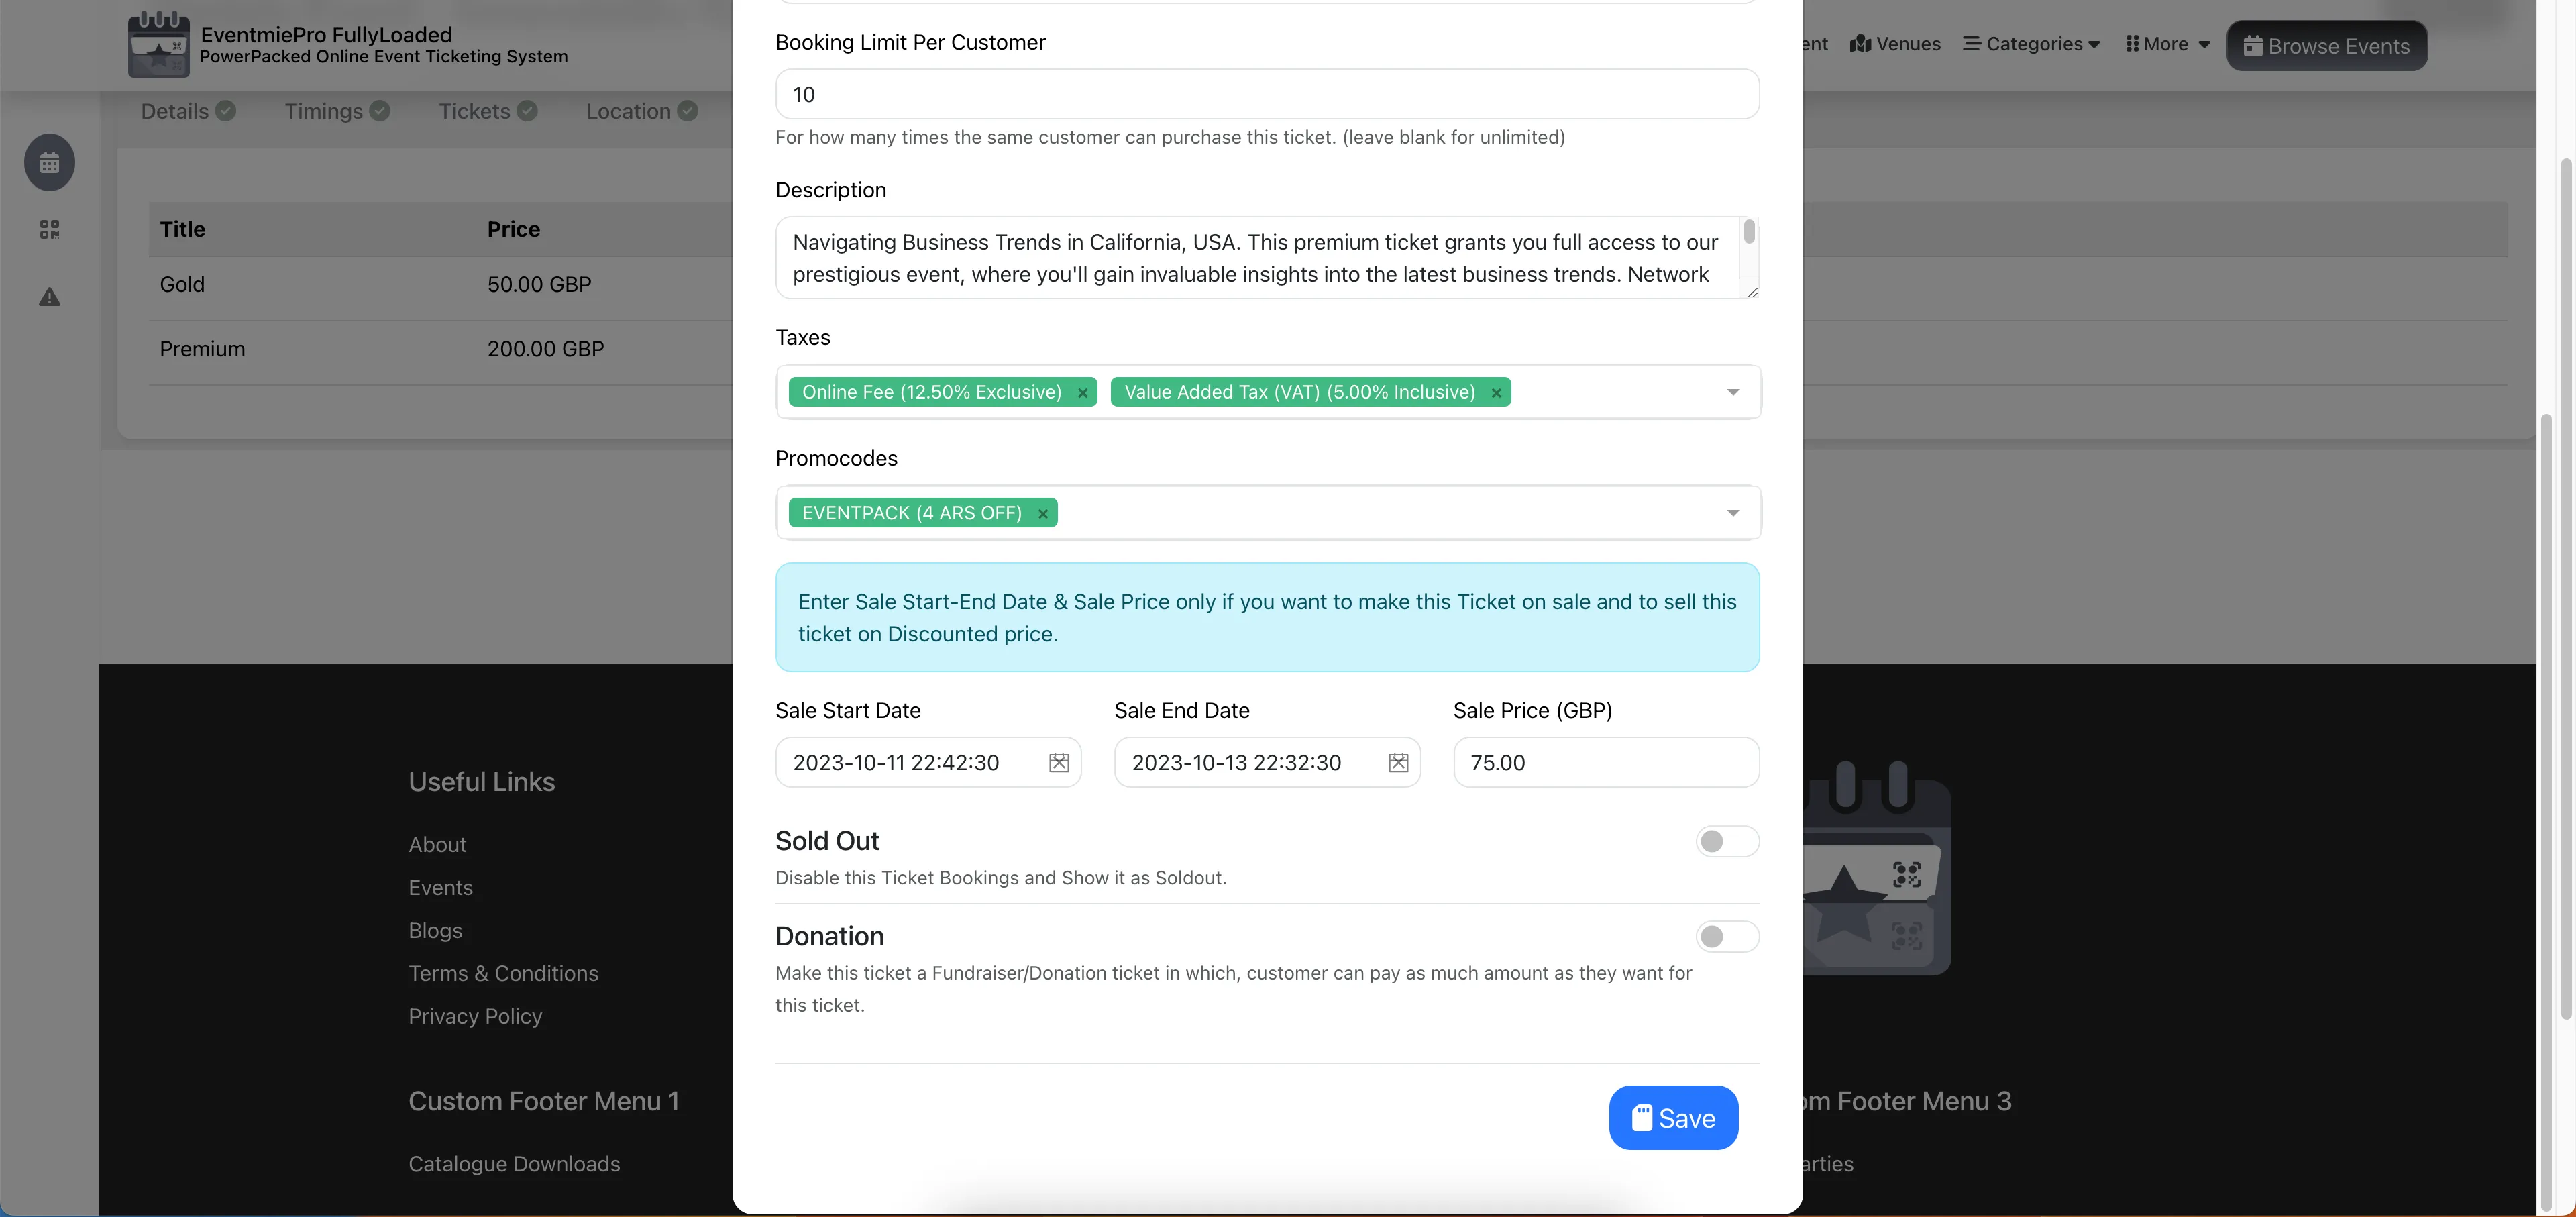 EventmiePro FullyLoaded
PowerPacked Online Event Ticketing System
ent
Venues
Categories
More
Browse Events
Details
Timings
Tickets
Location
Title
Price
Gold
50.00 GBP
Premium
200.00 GBP
Booking Limit Per Customer
10
For how many times the same customer can purchase this ticket. (leave blank for unlimited)
Description
Navigating Business Trends in California, USA. This premium ticket grants you full access to our
prestigious event, where you'll gain invaluable insights into the latest business trends. Network
Taxes
Online Fee (12.50% Exclusive) ×
Value Added Tax (VAT) (5.00% Inclusive) ×
Promocodes
EVENTPACK (4 ARS OFF) ×
Enter Sale Start-End Date & Sale Price only if you want to make this Ticket on sale and to sell this
ticket on Discounted price.
Sale Start Date
Sale End Date
Sale Price (GBP)
2023-10-11 22:42:30
2023-10-13 22:32:30
75.00
Sold Out
Disable this Ticket Bookings and Show it as Soldout.
Donation
Make this ticket a Fundraiser/Donation ticket in which, customer can pay as much amount as they want for
this ticket.
Save
Useful Links
About
Events
Blogs
Terms & Conditions
Privacy Policy
Custom Footer Menu 1
Catalogue Downloads
om Footer Menu 3
arties